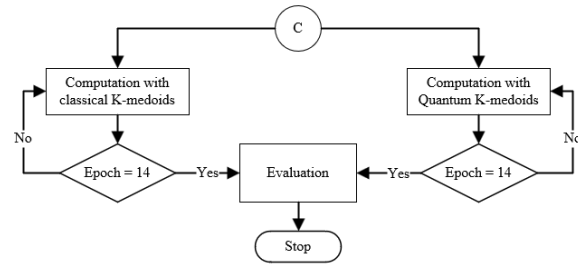 C
Computation with
classical K-medoids
Computation with
Quantum K-medoids
No
No
Epoch = 14
Yes
Evaluation
Yes
Epoch = 14
Stop